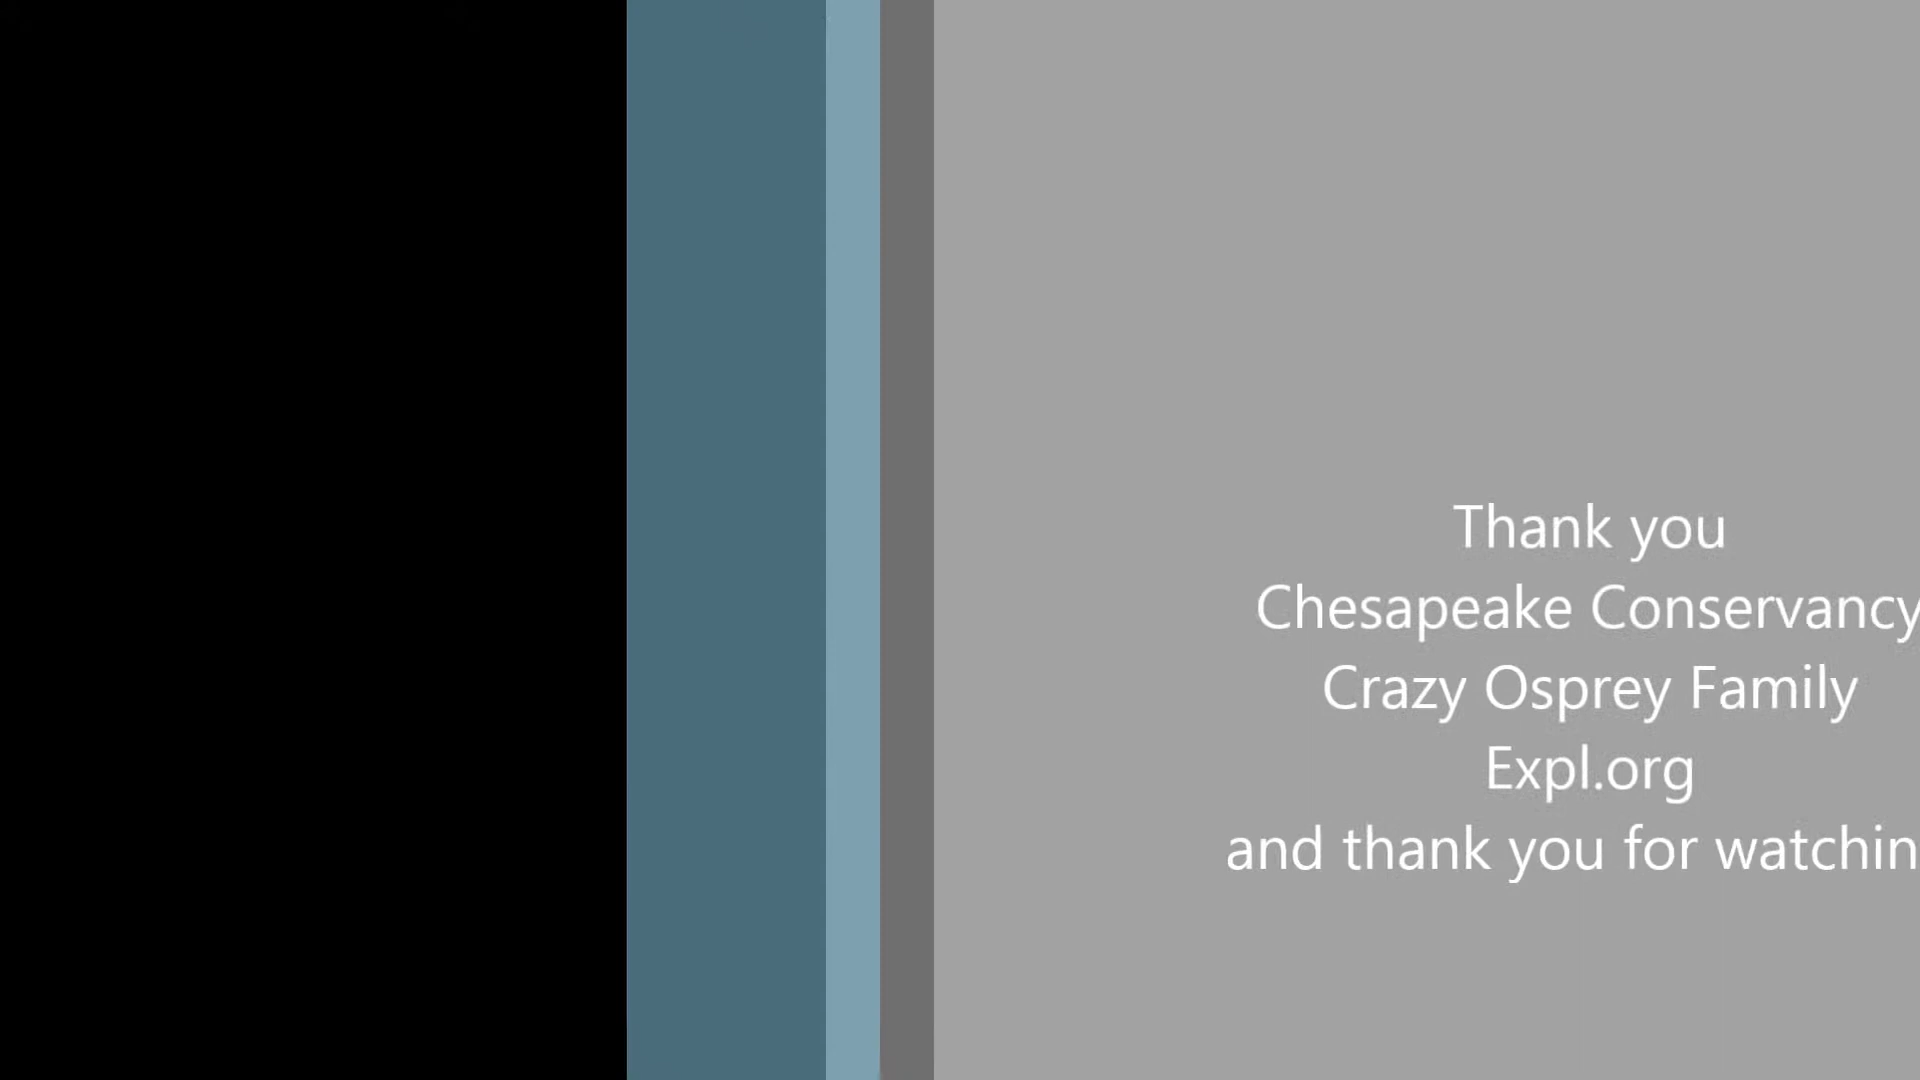 Thank you
Chesapeake Conservancy
Crazy Osprey Family
Expl.org
and thank you for watchin